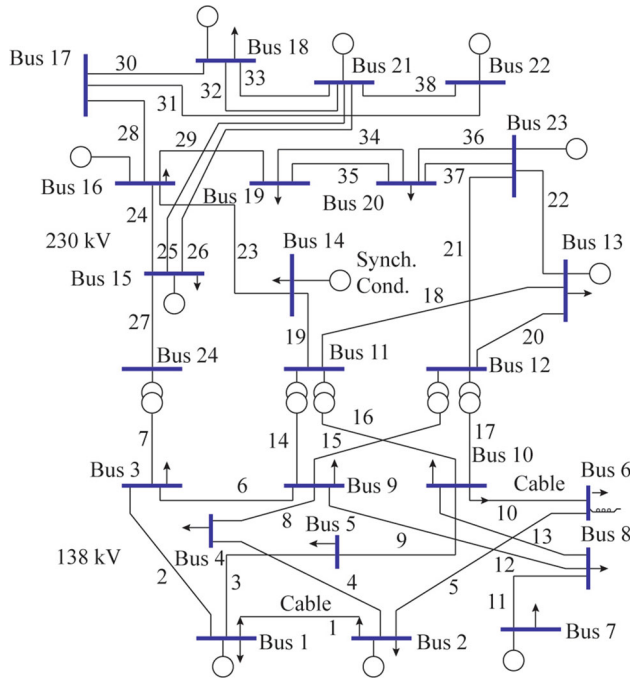 Bus 18
Bus 17
30
33
Bus 21
Bus 22
32
38
31
Bus 23
28
29
34
36
Bus 16
Bus 19
35
Bus 20
37
22
24
230 kV
25
26
23
Bus 14
21
Bus 13
Bus 15
Synch.
Cond.
18
27
19
20
Bus 24
Bus 11
Bus 12
16
7
14
15
17
Bus 3
Bus 10
Bus 6
6
Bus 9
Cable
8
Bus 5
10
Bus 4
9
13
Bus 8
138 kV
12
2
3
4
5
Cable
11
1
Bus 1
Bus 2
Bus 7